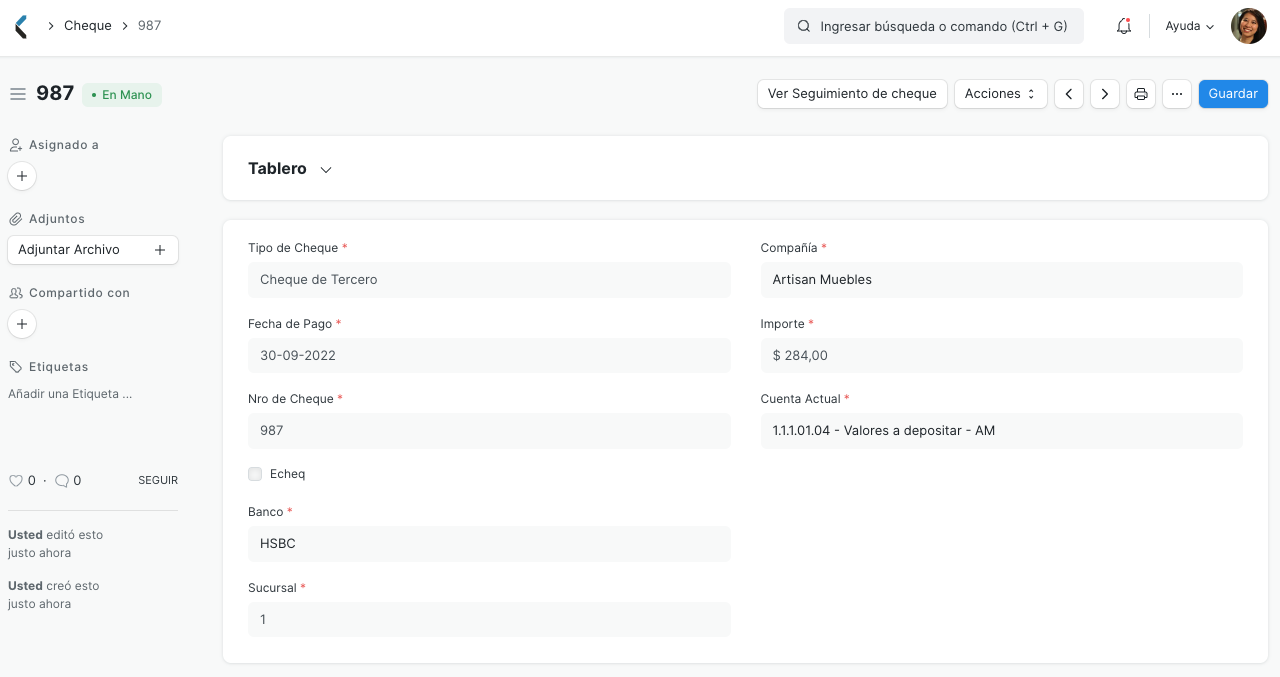 Cheque 987
Ingresar búsqueda o comando (Ctrl + G)
Ayuda
987
En Mano
Ver Seguimiento de cheque
Acciones
...
Guardar
Asignado a
Adjuntos
Adjuntar Archivo
Compartido con
Etiquetas
Añadir una Etiqueta ...
0 · 0 SEGUIR
Usted editó esto
justo ahora
Usted creó esto
justo ahora
Tablero
Tipo de Cheque *
Cheque de Tercero
Fecha de Pago *
30-09-2022
Nro de Cheque *
987
Echeq
Banco *
HSBC
Sucursal *
1
Compañía *
Artisan Muebles
Importe *
$ 284,00
Cuenta Actual *
1.1.1.01.04 - Valores a depositar - AM